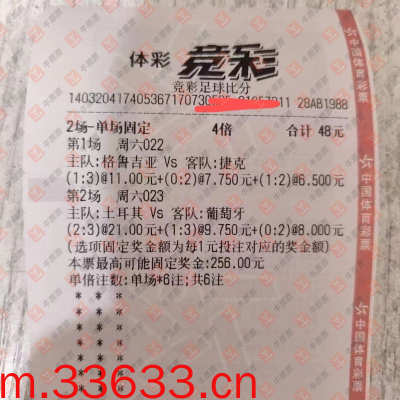 体彩 竞彩
竞彩足球比分
28AB1988
2场-单场固定 4倍 合计 48元
第1场 周六022
主队:格鲁吉亚 Vs 客队:捷克
(1:3)@11.00元+(0:2)@7.750元+(1:2)@6.500元
第2场 周六023
主队:土耳其 Vs 客队:葡萄牙
(2:3)@21.00元+(1:3)@9.750元+(0:2)@8.000元
(选项固定奖金额为每1元投注对应的奖金额)
本票最高可能固定奖金:256.00元
单倍注数:单场*6注;共6注
* * *
* * *
* * *
* * *
* * *
* * *
中国体育彩票
中国体育彩票
m.33633.cn